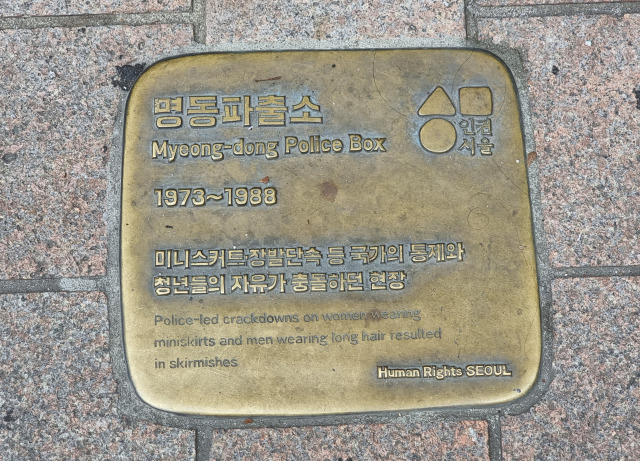 명동파출소
Myeong-dong Police Box
인권
서울
1973~1988
미니스커트·장발단속 등 국가의 통제와
청년들의 자유가 충돌하던 현장
Police-led crackdowns on women wearing
miniskirts and men wearing long hair resulted
in skirmishes
Human Rights SEOUL